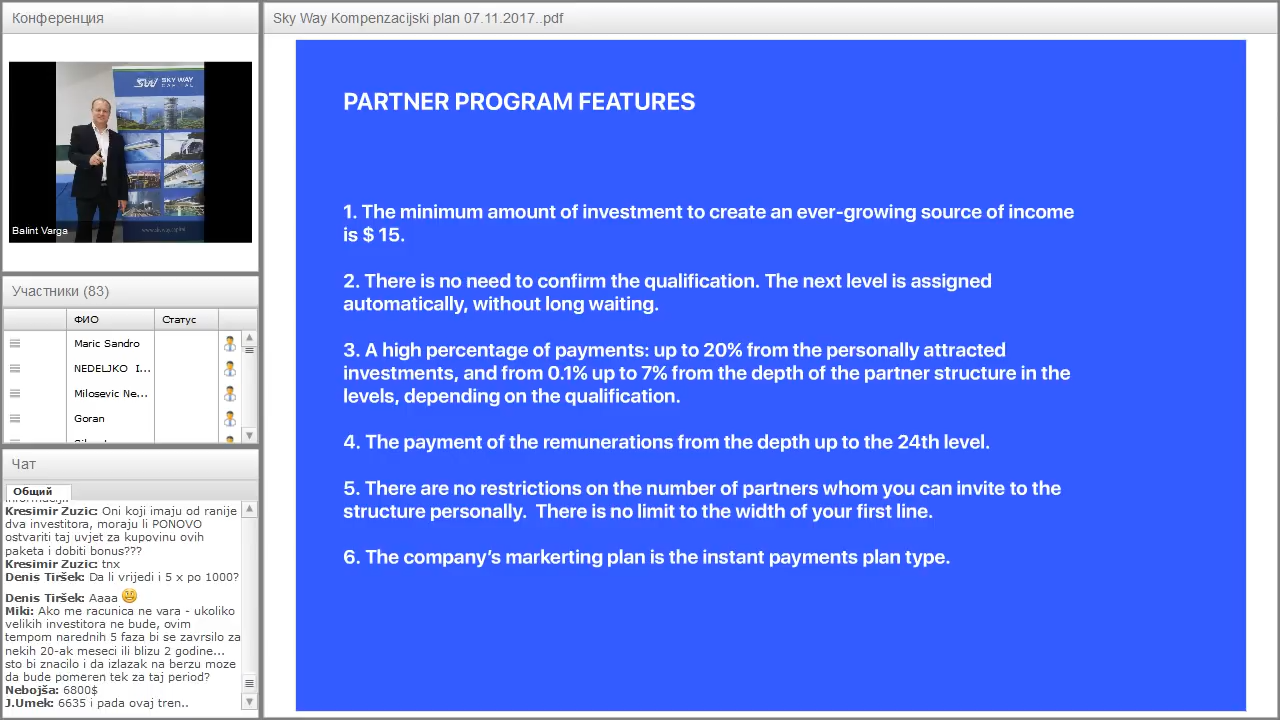 Конференция
SKY WAY
CAPITAL
Balint Varga
Участники (83)
ФИО
Статус
Maric Sandro
NEDELJKO I...
Milosevic Ne...
Goran
Чат
Общий
Kresimir Zuzic: Oni koji imaju od ranije
dva investitora, moraju li PONOVO
ostvariti taj uvjet za kupovinu ovih
paketa i dobiti bonus???
Kresimir Zuzic: tnx
Denis Tiršek: Da li vrijedi i 5 x po 1000?
Denis Tiršek: Aaaa
Miki: Ako me racunica ne vara - ukoliko
velikih investitora ne bude, ovim
tempom narednih 5 faza bi se zavrsilo za
nekih 20-ak meseci ili blizu 2 godine...
sto bi znacilo i da izlazak na berzu moze
da bude pomeren tek za taj period?
Nebojša: 6800$
J.Umek: 6635 i pada ovaj tren..
Sky Way Kompenzacijski plan 07.11.2017..pdf
PARTNER PROGRAM FEATURES
1. The minimum amount of investment to create an ever-growing source of income
is $ 15.
2. There is no need to confirm the qualification. The next level is assigned
automatically, without long waiting.
3. A high percentage of payments: up to 20% from the personally attracted
investments, and from 0.1% up to 7% from the depth of the partner structure in the
levels, depending on the qualification.
4. The payment of the remunerations from the depth up to the 24th level.
5. There are no restrictions on the number of partners whom you can invite to the
structure personally.  There is no limit to the width of your first line.
6. The company’s markerting plan is the instant payments plan type.